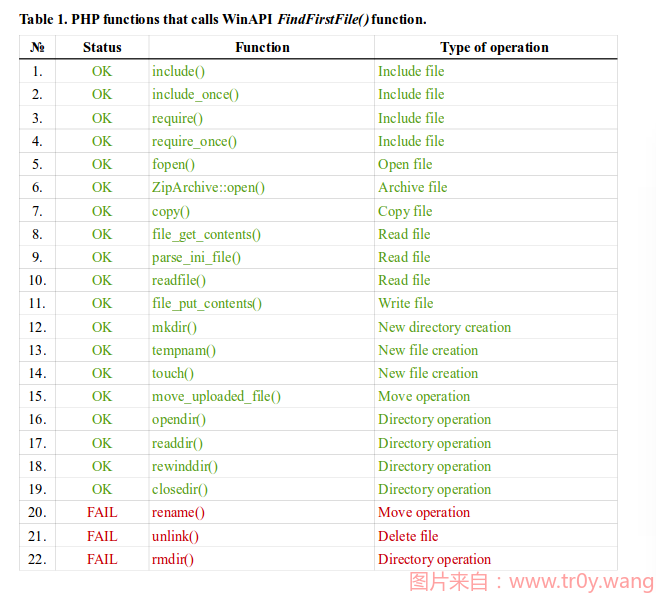 Table 1. PHP functions that calls WinAPI FindFirstFile() function.
№ Status Function Type of operation
1. OK include() Include file
2. OK include_once() Include file
3. OK require() Include file
4. OK require_once() Include file
5. OK fopen() Open file
6. OK ZipArchive::open() Archive file
7. OK copy() Copy file
8. OK file_get_contents() Read file
9. OK parse_ini_file() Read file
10. OK readfile() Read file
11. OK file_put_contents() Write file
12. OK mkdir() New directory creation
13. OK tempnam() New file creation
14. OK touch() New file creation
15. OK move_uploaded_file() Move operation
16. OK opendir() Directory operation
17. OK readdir() Directory operation
18. OK rewinddir() Directory operation
19. OK closedir() Directory operation
20. FAIL rename() Move operation
21. FAIL unlink() Delete file
22. FAIL rmdir() Directory operation
图片来自：www.tr0y.wang